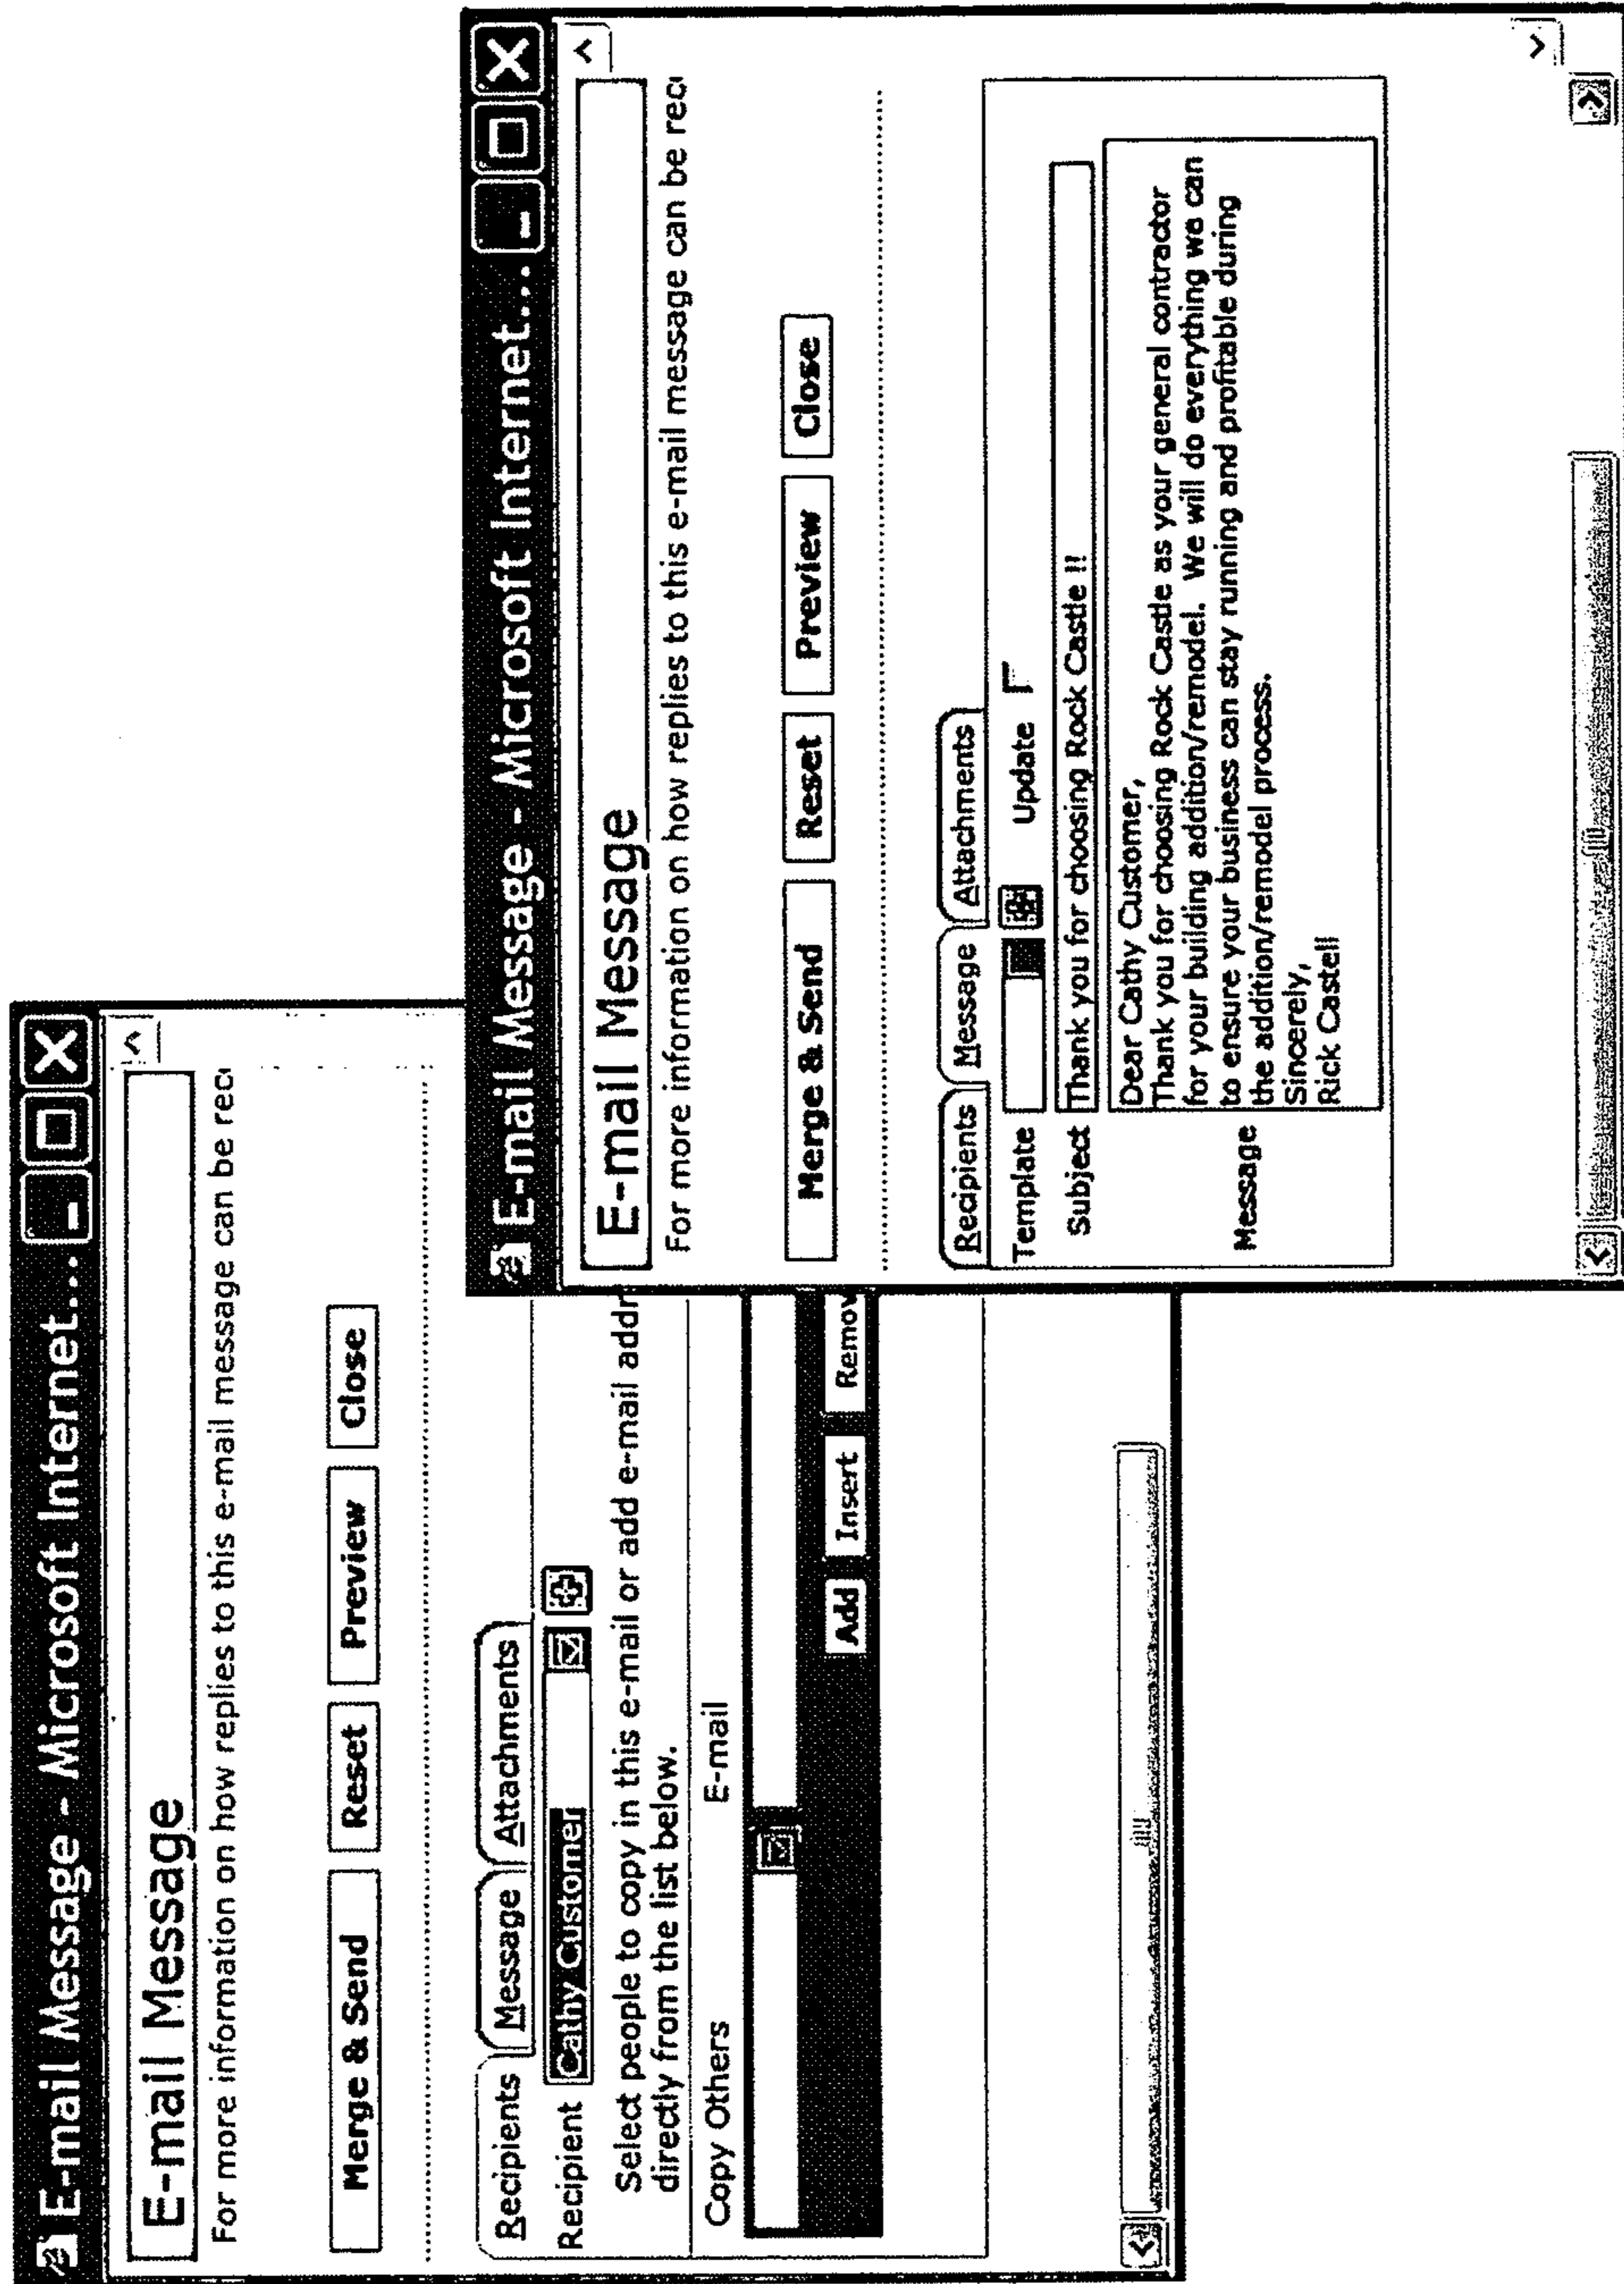 E-mail Message - Microsoft Internet...
E-mail Message
For more information on how replies to this e-mail message can be rec
Merge & Send Reset Preview Close
Recipients Message Attachments
Recipient Cathy Customer
Select people to copy in this e-mail or add e-mail addr
directly from the list below.
Copy Others E-mail
Add Insert Remov
E-mail Message - Microsoft Internet...
E-mail Message
For more information on how replies to this e-mail message can be rec
Merge & Send Reset Preview Close
Recipients Message Attachments
Template Update
Subject Thank you for choosing Rock Castle !!
Message
Dear Cathy Customer,
Thank you for choosing Rock Castle as your general contractor
for your building addition/remodel. We will do everything we can
to ensure your business can stay running and profitable during
the addition/remodel process.
Sincerely,
Rick Castell